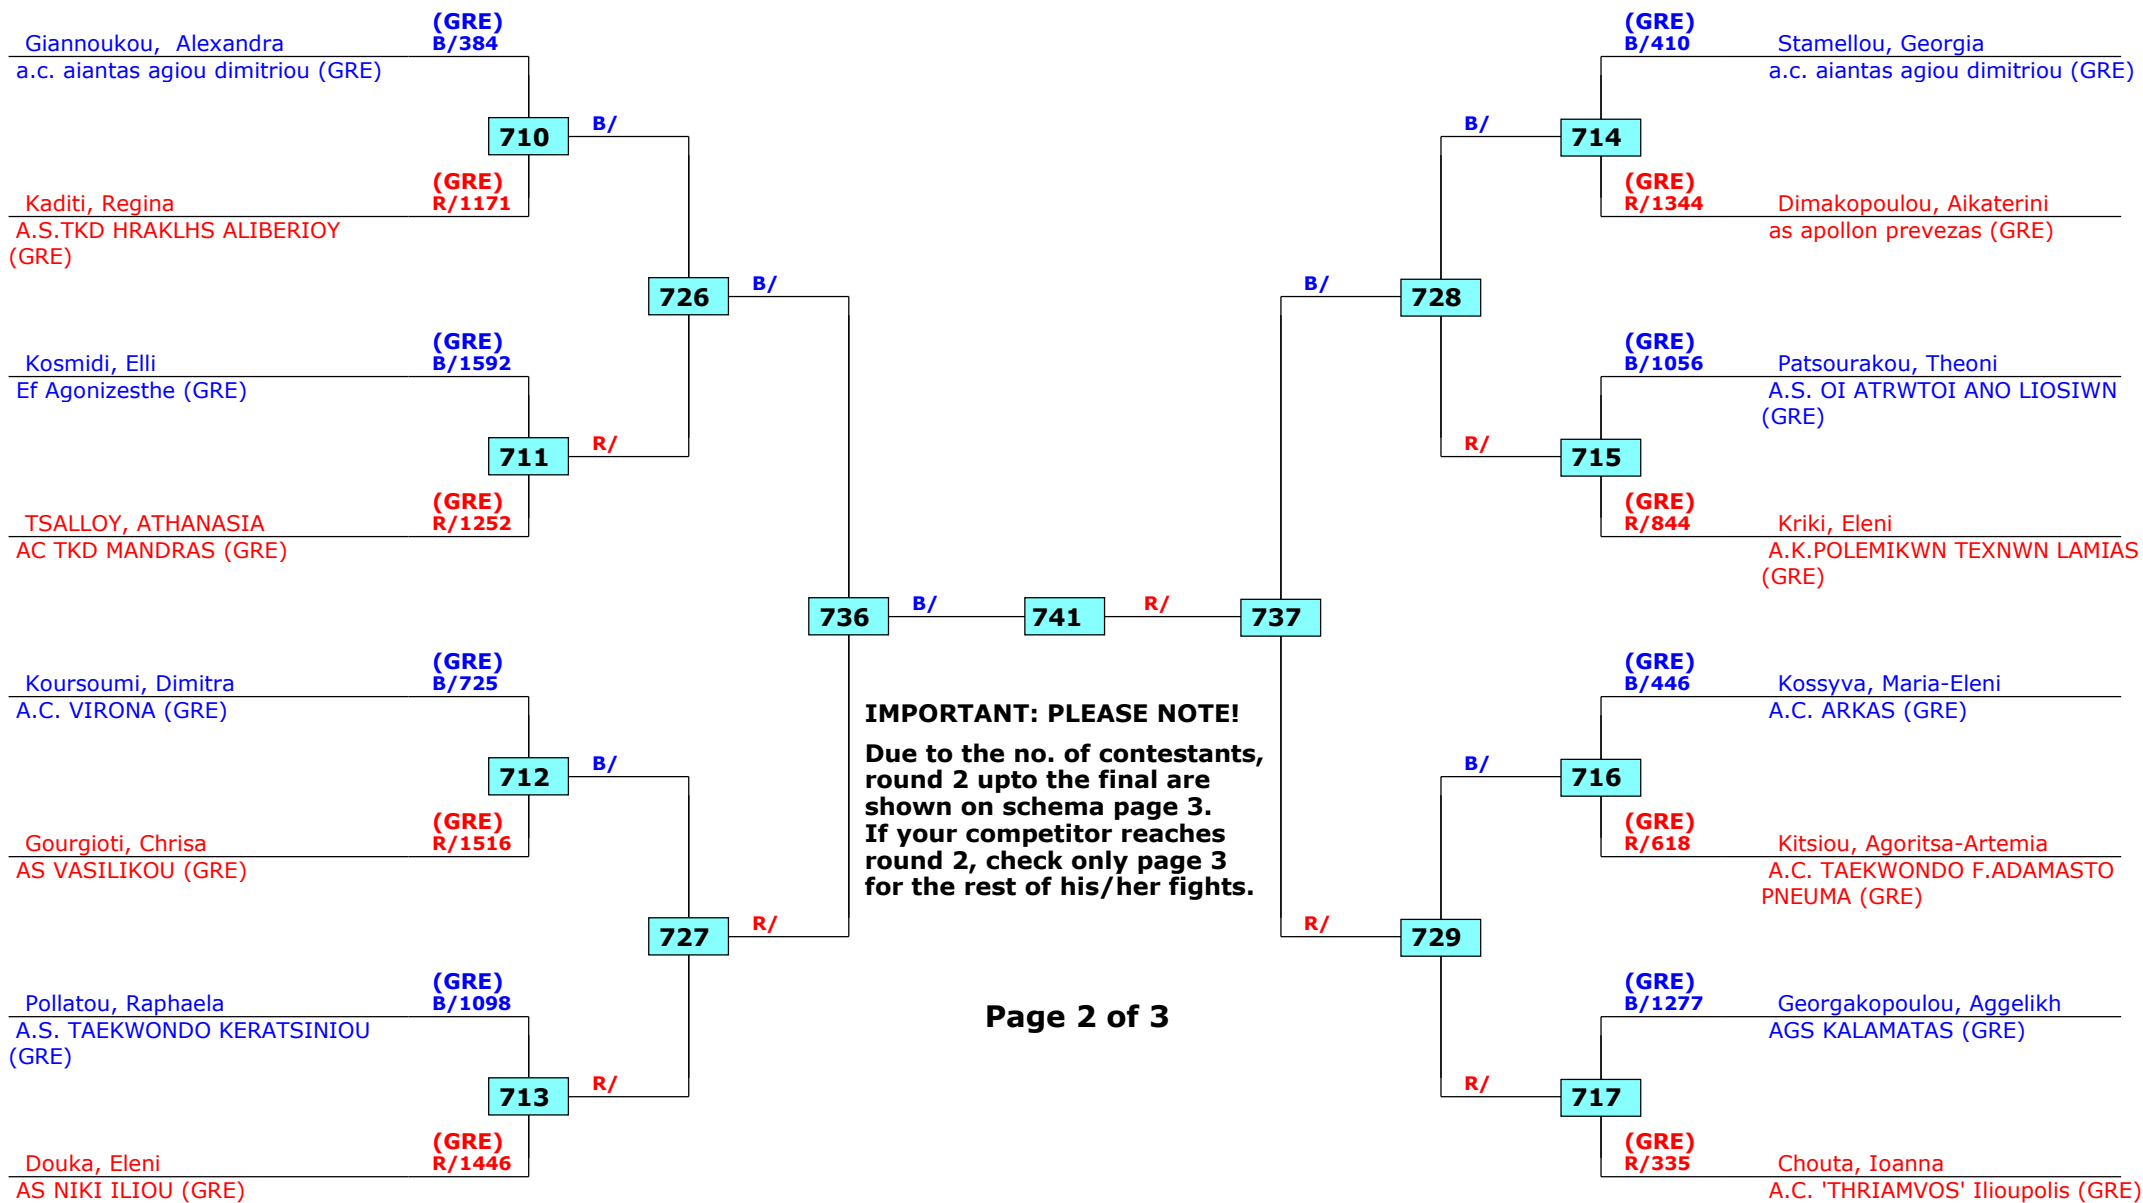 (GRE)
Giannoukou,  Alexandra B/384
a.c. aiantas agiou dimitriou (GRE)
710 B/
(GRE)
Kaditi, Regina R/1171
A.S.TKD HRAKLHS ALIBERIOY
(GRE)
726 B/
(GRE)
Kosmidi, Elli B/1592
Ef Agonizesthe (GRE)
711 R/
(GRE)
TSALLOY, ATHANASIA R/1252
AC TKD MANDRAS (GRE)
736 B/ 741 R/ 737
(GRE)
Koursoumi, Dimitra B/725
A.C. VIRONA (GRE)
712 B/
(GRE)
Gourgioti, Chrisa R/1516
AS VASILIKOU (GRE)
727 R/
(GRE)
Pollatou, Raphaela B/1098
A.S. TAEKWONDO KERATSINIOU
(GRE)
713 R/
(GRE)
Douka, Eleni R/1446
AS NIKI ILIOU (GRE)
IMPORTANT: PLEASE NOTE!
Due to the no. of contestants,
round 2 upto the final are
shown on schema page 3.
If your competitor reaches
round 2, check only page 3
for the rest of his/her fights.
Page 2 of 3
(GRE)
B/410 Stamellou, Georgia
a.c. aiantas agiou dimitriou (GRE)
B/ 714
(GRE)
R/1344 Dimakopoulou, Aikaterini
as apollon prevezas (GRE)
B/ 728
(GRE)
B/1056 Patsourakou, Theoni
A.S. OI ATRWTOI ANO LIOSIWN
(GRE)
R/ 715
(GRE)
R/844 Kriki, Eleni
A.K.POLEMIKWN TEXNWN LAMIAS
(GRE)
(GRE)
B/446 Kossyva, Maria-Eleni
A.C. ARKAS (GRE)
B/ 716
(GRE)
R/618 Kitsiou, Agoritsa-Artemia
A.C. TAEKWONDO F.ADAMASTO
PNEUMA (GRE)
R/ 729
(GRE)
B/1277 Georgakopoulou, Aggelikh
AGS KALAMATAS (GRE)
R/ 717
(GRE)
R/335 Chouta, Ioanna
A.C. 'THRIAMVOS' Ilioupolis (GRE)